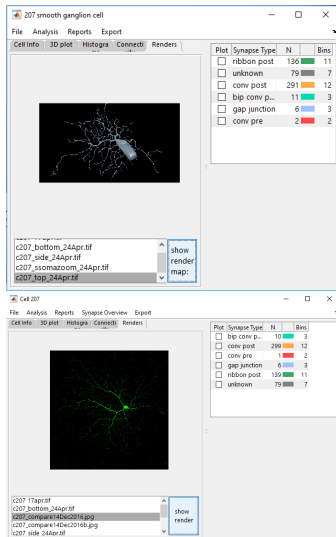 207 smooth ganglion cell
File Analysis Reports Export
Cell Info 3D plot Histogra Connecti Renders
Plot Synapse Type N Bins
ribbon post 136 11
unknown 79 7
conv post 291 12
bip conv p... 11 3
gap junction 6 3
conv pre 2 2
c207_bottom_24Apr.tif
c207_side_24Apr.tif
c207_ssomazoom_24Apr.tif
c207_top_24Apr.tif
show
render
map:
Cell 207
File Analysis Reports Synapse Overview Export
Cell Info 3D plot Histogra Connecti Renders
Plot Synapse Type N Bins
bip conv p... 10 3
conv post 299 12
conv pre 1 2
gap junction 6 3
ribbon post 139 11
unknown 79 7
c207 17apr.tif
c207_bottom_24Apr.tif
c207_compare14Dec2016.jpg
c207_compare14Dec2016b.jpg
c207 side 24Apr.tif
show
render